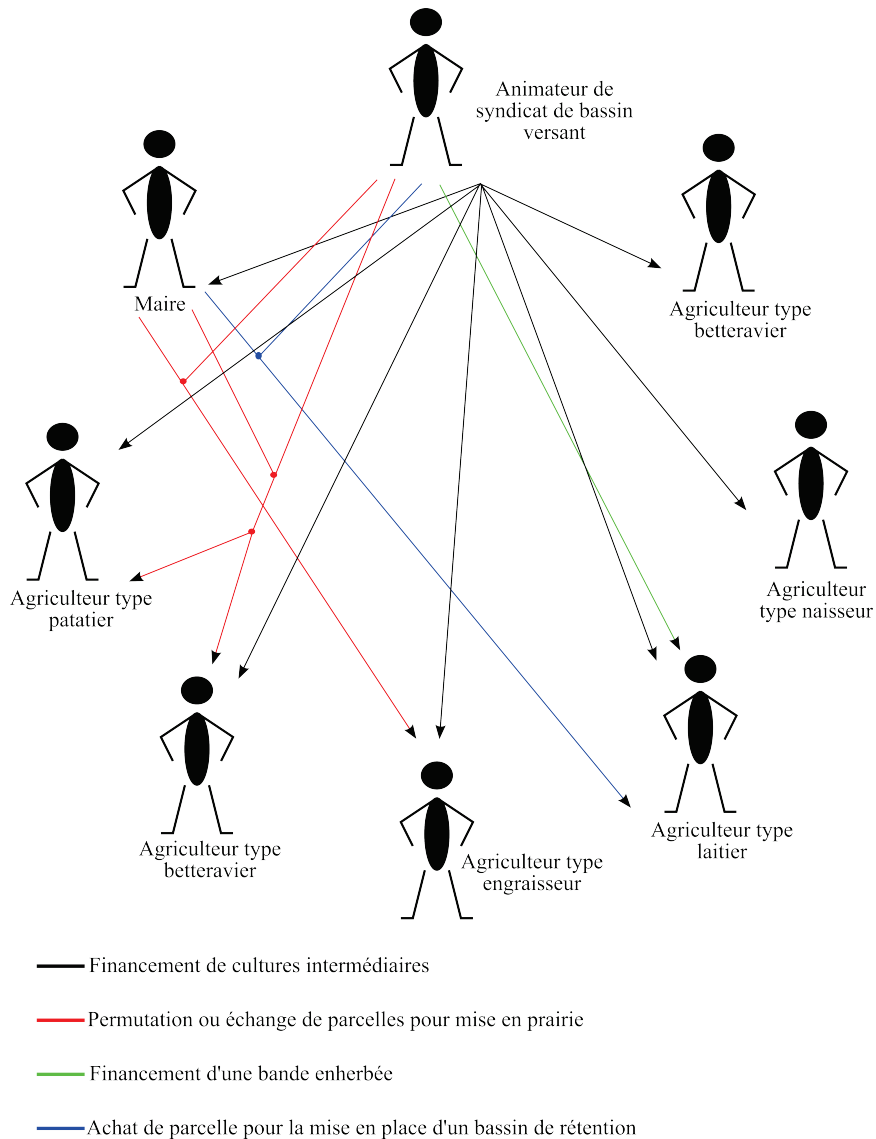 Animateur de
syndicat de bassin
versant
Maire
Agriculteur type
betteravier
Agriculteur type
patatier
Agriculteur
type naisseur
Agriculteur type
betteravier
Agriculteur type
engraisseur
Agriculteur type
laitier
Financement de cultures intermédiaires
Permutation ou échange de parcelles pour mise en prairie
Financement d'une bande enherbée
Achat de parcelle pour la mise en place d'un bassin de rétention